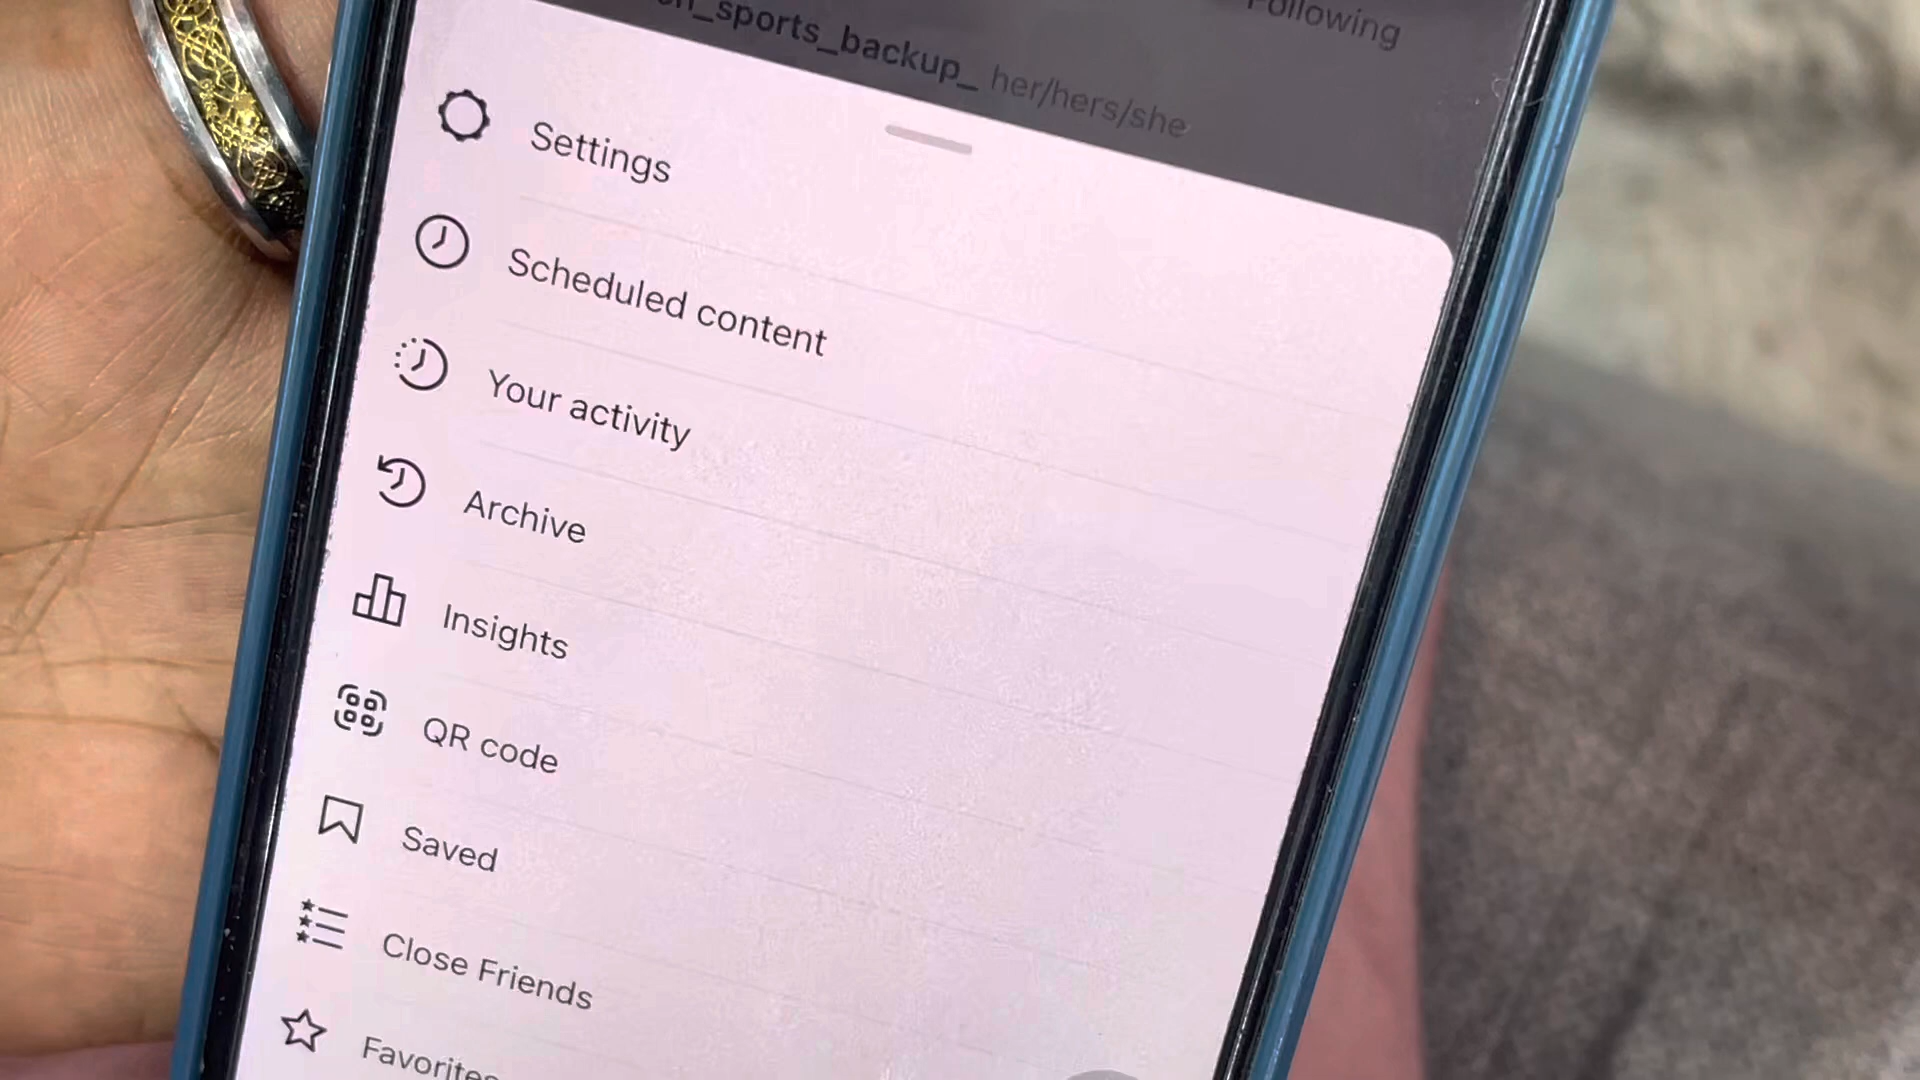 Following
_sports_backup_ her/hers/she
Settings
Scheduled content
Your activity
Archive
Insights
QR code
Saved
Close Friends
Favorites